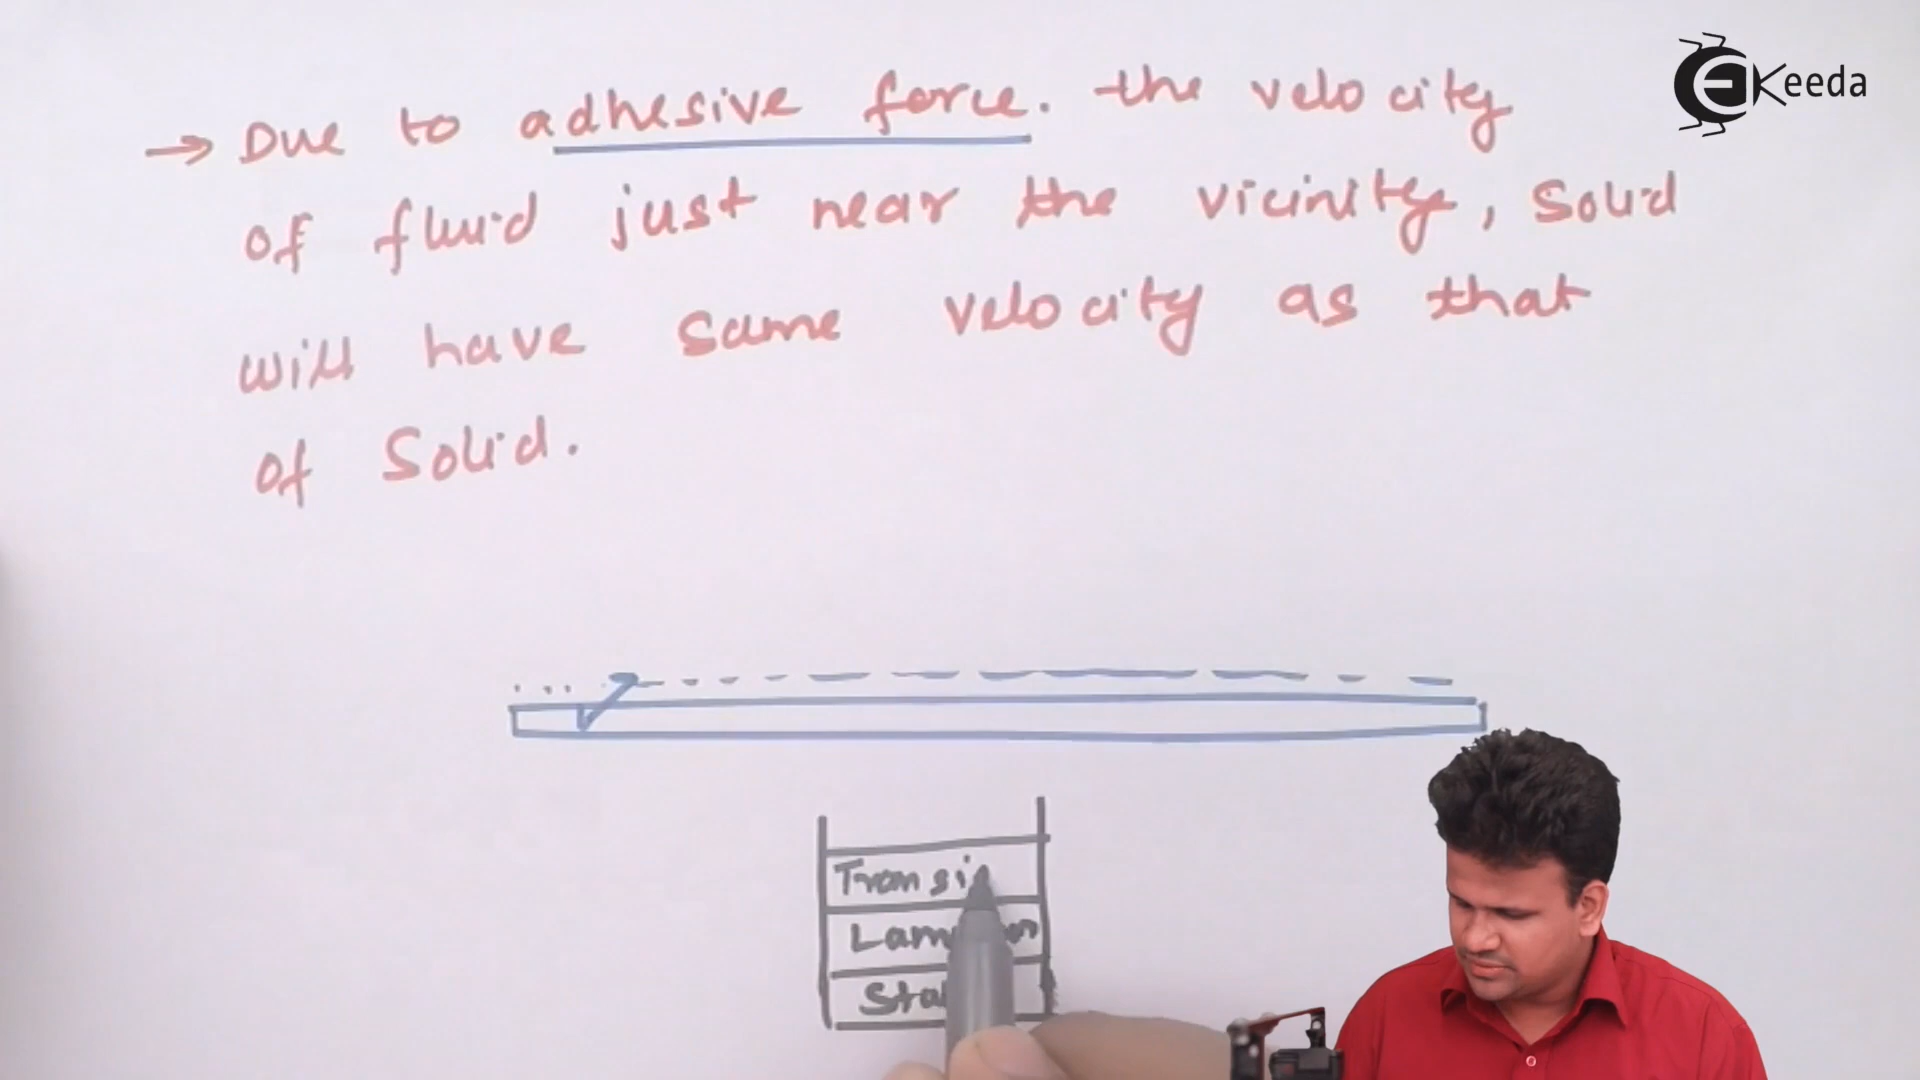 EKeeda
→ Due to adhesive force. the velocity
of fluid just near the vicinity, Solid
will have same velocity as that
of Solid.